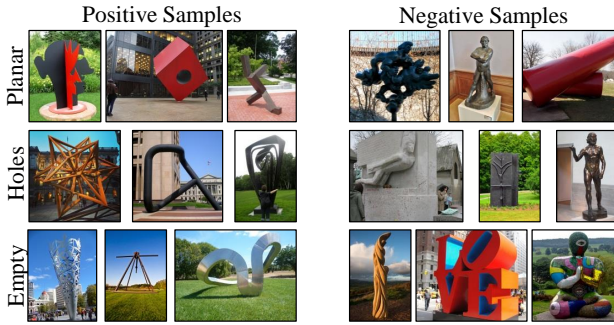 Positive Samples
Negative Samples
Planar
Holes
Empty
LO
VE